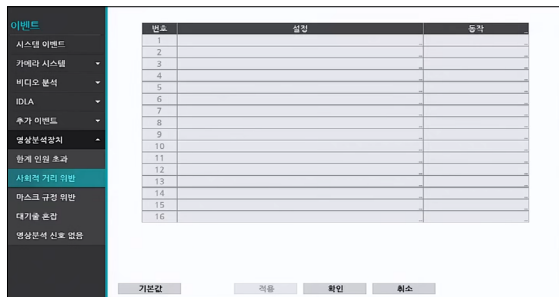 이벤트
시스템 이벤트
카메라 시스템
비디오 분석
IDLA
추가 이벤트
영상분석장치
한계 인원 초과
사회적 거리 위반
마스크 규정 위반
대기줄 혼잡
영상분석 신호 없음
번호 설정 동작
1
2
3
4
5
6
7
8
9
10
11
12
13
14
15
16
기본값 적용 확인 취소